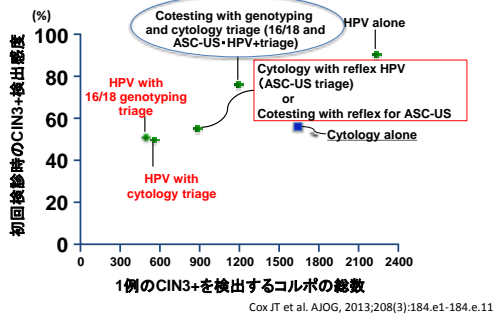 (%)
Cotesting with genotyping
and cytology triage (16/18 and
ASC-US・HPV+triage)
HPV alone
100
80
60
40
20
0
初回検診時のCIN3+検出感度
HPV with
16/18 genotyping
triage
Cytology with reflex HPV
（ASC-US triage)
or
Cotesting with reflex for ASC-US
Cytology alone
HPV with
cytology triage
0 300 600 900 1200 1500 1800 2100 2400
1例のCIN3+を検出するコルポの総数
Cox JT et al. AJOG, 2013;208(3):184.e1-184.e.11